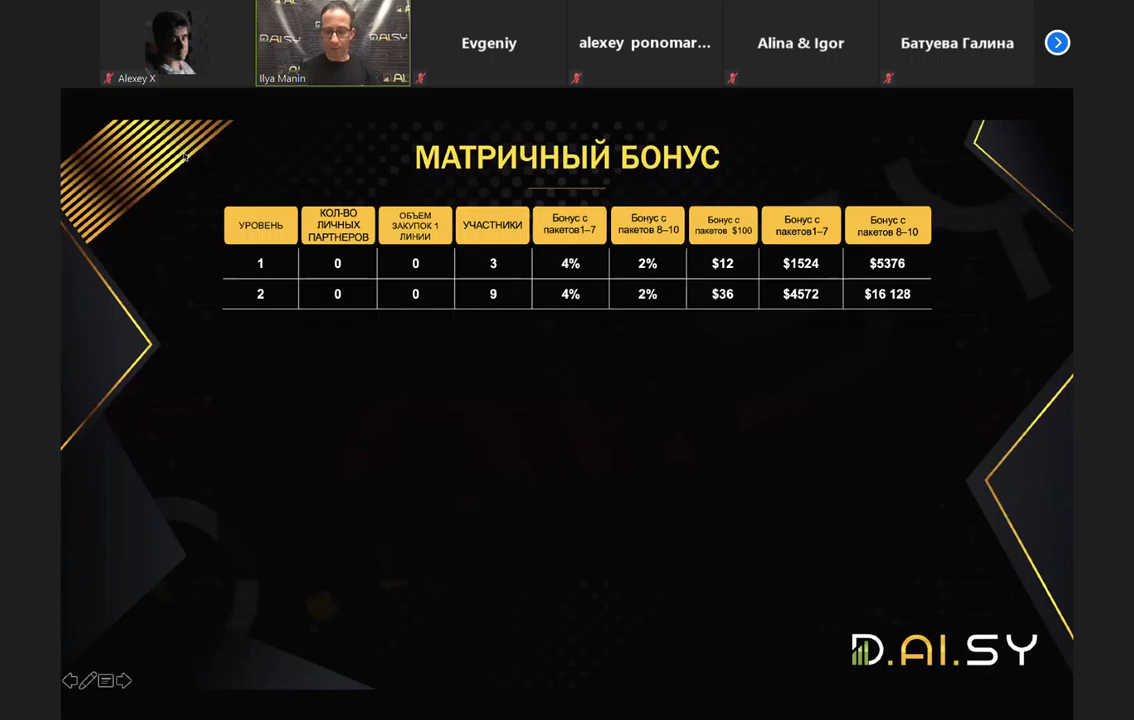 Alexey X
Ilya Manin
Evgeniy
alexey ponomar...
Alina & Igor
Батуева Галина
МАТРИЧНЫЙ БОНУС
УРОВЕНЬ
КОЛ-ВО
ЛИЧНЫХ
ПАРТНЕРОВ
ОБЪЕМ
ЗАКУПОК 1
ЛИНИИ
УЧАСТНИКИ
Бонус с
пакетов1–7
Бонус с
пакетов 8–10
Бонус с
пакетов $100
Бонус с
пакетов1–7
Бонус с
пакетов 8–10
1 0 0 3 4% 2% $12 $1524 $5376
2 0 0 9 4% 2% $36 $4572 $16 128
D.AI.SY